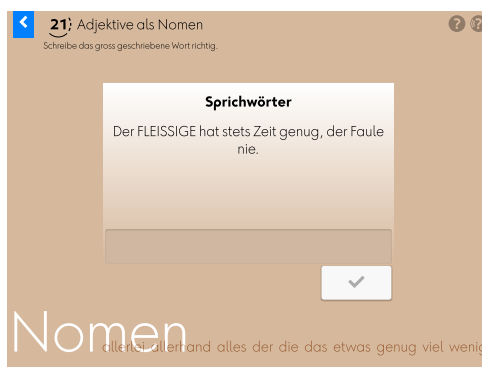 21 Adjektive als Nomen
Schreibe das gross geschriebene Wort richtig.
Sprichwörter
Der FLEISSIGE hat stets Zeit genug, der Faule
nie.
Nomen
allerlei allerhand alles der die das etwas genug viel wenig